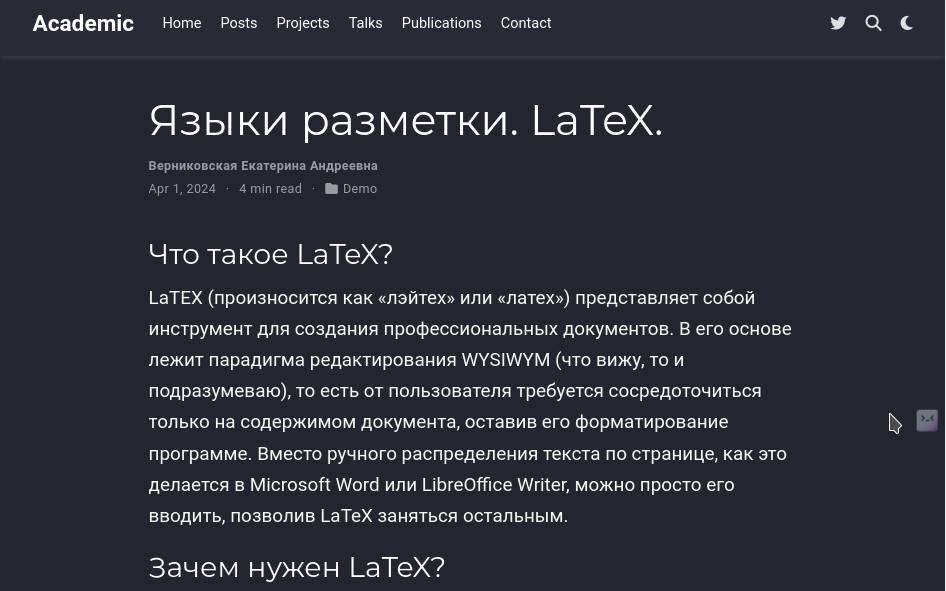 Academic Home Posts Projects Talks Publications Contact
Языки разметки. LaTeX.
Верниковская Екатерина Андреевна
Apr 1, 2024 · 4 min read · Demo
Что такое LaTeX?
LaTEX (произносится как «лэйтех» или «латех») представляет собой
инструмент для создания профессиональных документов. В его основе
лежит парадигма редактирования WYSIWYM (что вижу, то и
подразумеваю), то есть от пользователя требуется сосредоточиться
только на содержимом документа, оставив его форматирование
программе. Вместо ручного распределения текста по странице, как это
делается в Microsoft Word или LibreOffice Writer, можно просто его
вводить, позволив LaTeX заняться остальным.
Зачем нужен LaTeX?